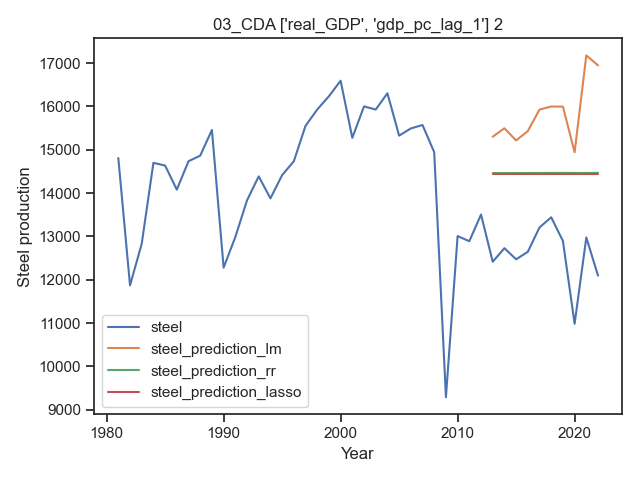 03_CDA ['real_GDP', 'gdp_pc_lag_1'] 2
17000
16000
15000
14000
13000
12000
11000
10000
9000
Steel production
steel
steel_prediction_lm
steel_prediction_rr
steel_prediction_lasso
1980 1990 2000 2010 2020
Year